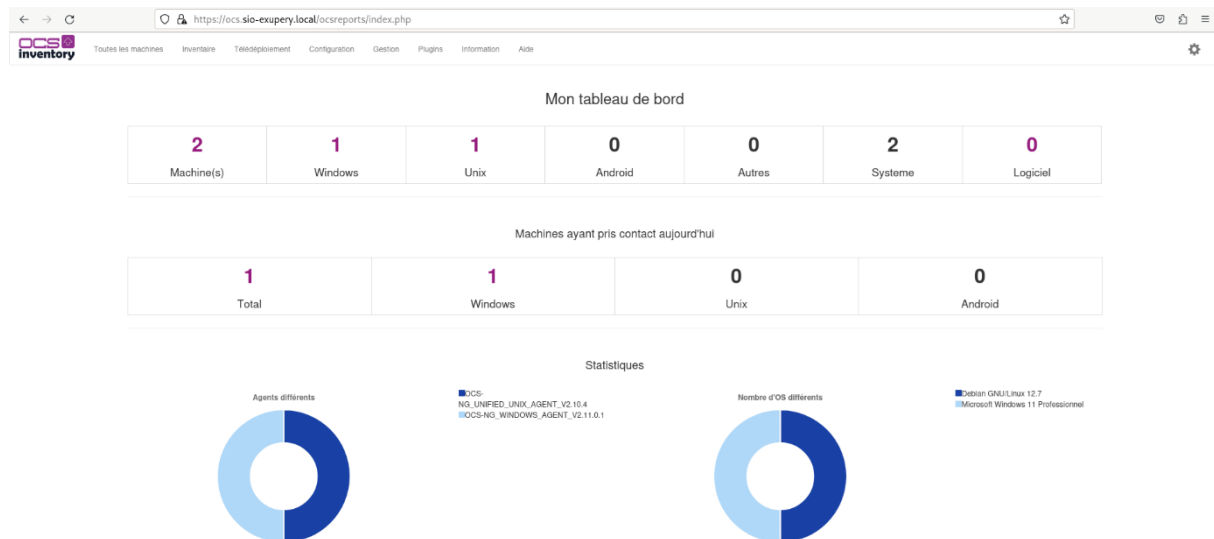 https://ocs.sio-exupery.local/ocsreports/index.php
OCS
inventory
Toutes les machines Inventaire Télédéploiement Configuration Gestion Plugins Information Aide
Mon tableau de bord
2 1 1 0 0 2 0
Machine(s) Windows Unix Android Autres Systeme Logiciel
Machines ayant pris contact aujourd'hui
1 1 0 0
Total Windows Unix Android
Statistiques
Agents différents
OCS-
NG_UNIFIED_UNIX_AGENT_V2.10.4
OCS-NG_WINDOWS_AGENT_V2.11.0.1
Nombre d'OS différents
Debian GNU/Linux 12.7
Microsoft Windows 11 Professionnel